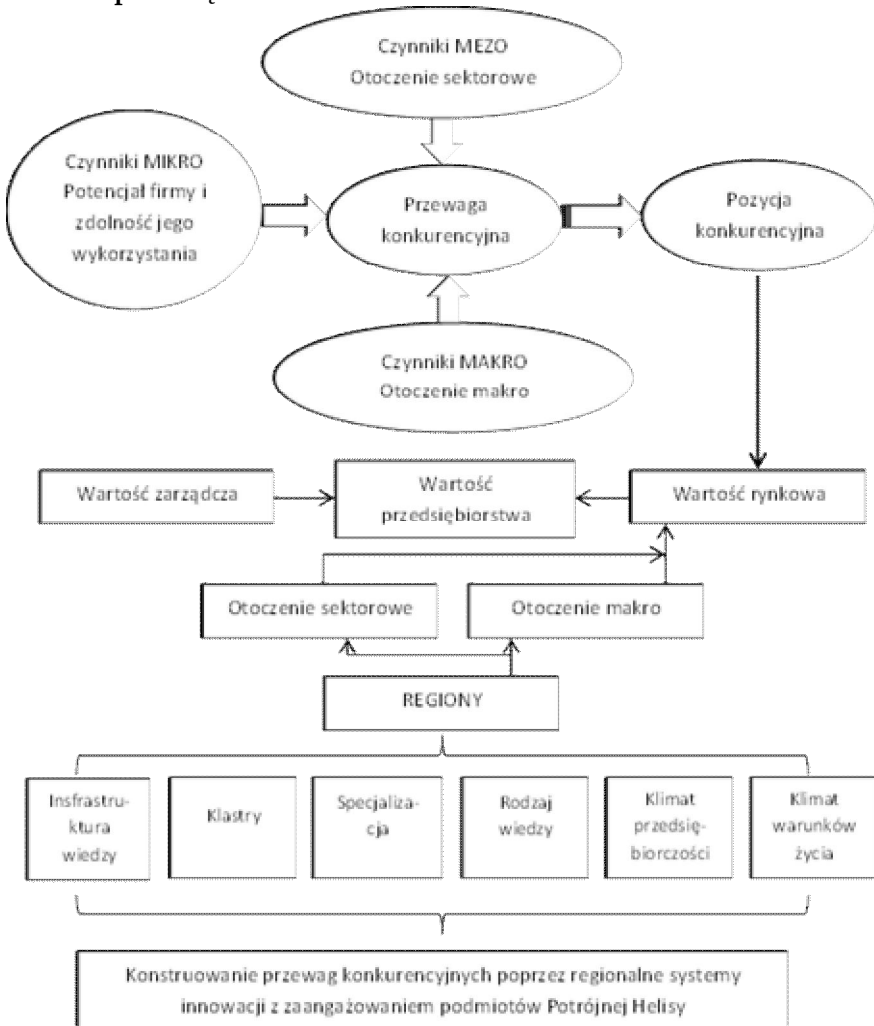 Czynniki MEZO
Otoczenie sektorowe
Czynniki MIKRO
Potencjał firmy i
zdolność jego
wykorzystania
Przewaga
konkurencyjna
Pozycja
konkurencyjna
Czynniki MAKRO
Otoczenie makro
Wartość zarządcza
Wartość
przedsiębiorstwa
Wartość rynkowa
Otoczenie sektorowe
Otoczenie makro
REGIONY
Insfrastru-
ktura
wiedzy
Klastry
Specjaliza-
cja
Rodzaj
wiedzy
Klimat
przedsię-
biorczości
Klimat
warunków
życia
Konstruowanie przewag konkurencyjnych poprzez regionalne systemy
innowacji z zaangażowaniem podmiotów Potrójnej Helisy